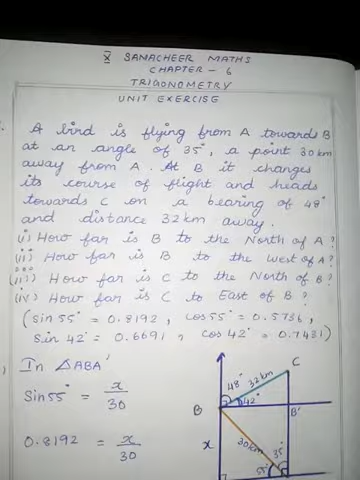 X SANACHEER MATHS
CHAPTER - 6
TRIGONOMETRY
UNIT EXERCISE
A bird is flying from A towards B
at an angle of 35°, a point 30 km
away from A. At B it changes
its course of flight and heads
towards C on a bearing of 48°
and distance 32 km away.
(i) How far is B to the North of A?
(ii) How far is B to the West of A?
(iii) How far is C to the North of B?
(iv) How far is C to East of B?
(sin 55° = 0.8192, cos 55° = 0.5736,
sin 42° = 0.6691, cos 42° = 0.7431)
In △ABA'
Sin 55° = x/30
0.8192 = x/30
C
48°
32 km
42°
B
B'
x
30 km
35°
55°